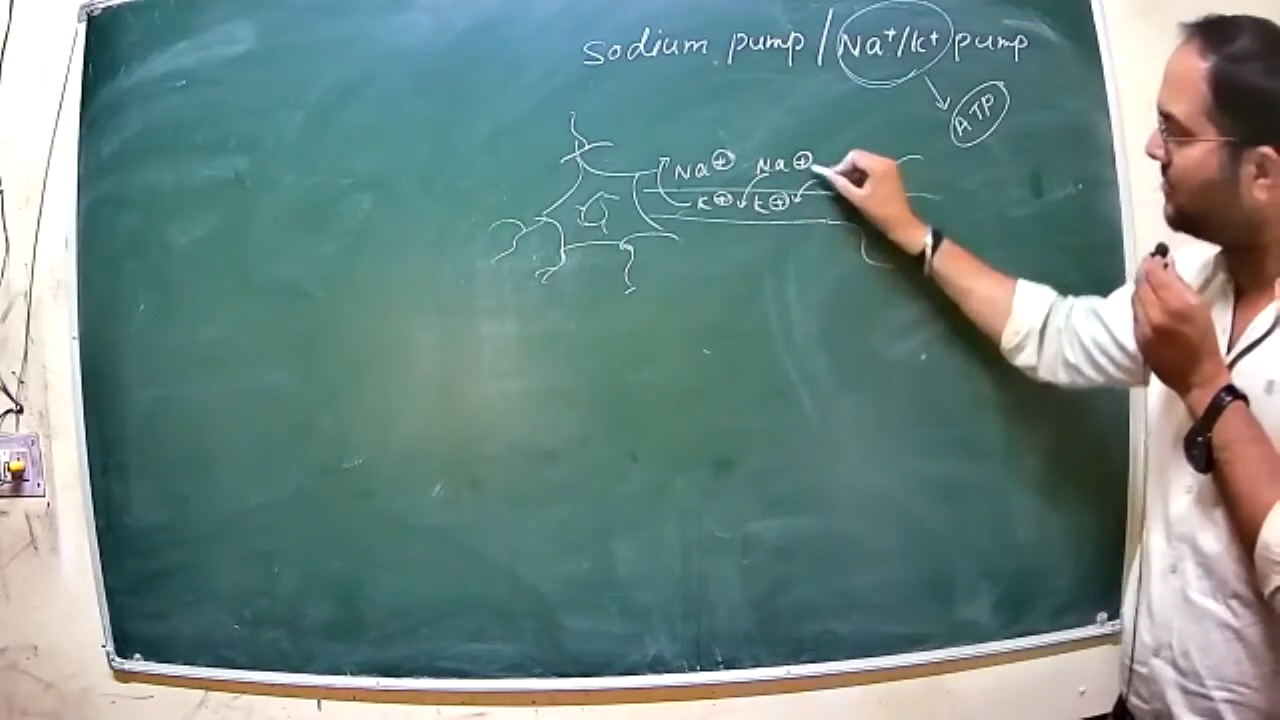 sodium pump / Na⁺/K⁺ pump
ATP
Na⊕ Na⊕
K⊕ K⊕